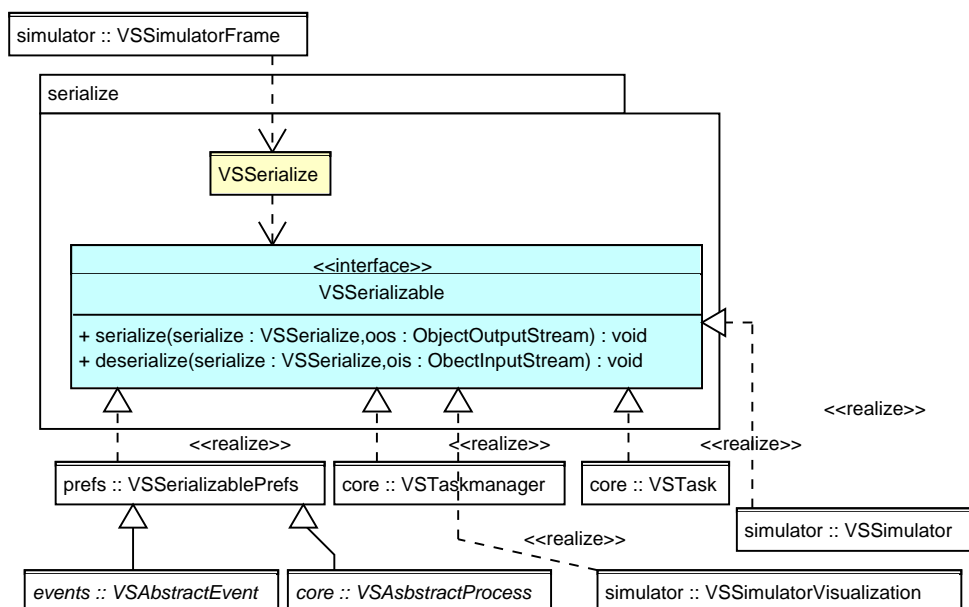 simulator :: VSSimulatorFrame
serialize
VSSerialize
<<interface>>
VSSerializable
+ serialize(serialize : VSSerialize,oos : ObjectOutputStream) : void
+ deserialize(serialize : VSSerialize,ois : ObectInputStream) : void
<<realize>>
<<realize>>
<<realize>>
<<realize>>
prefs :: VSSerializablePrefs
core :: VSTaskmanager
core :: VSTask
simulator :: VSSimulator
<<realize>>
events :: VSAbstractEvent
core :: VSAsbstractProcess
simulator :: VSSimulatorVisualization